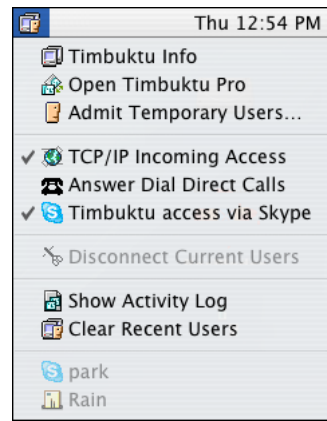 Thu 12:54 PM
Timbuktu Info
Open Timbuktu Pro
Admit Temporary Users...
TCP/IP Incoming Access
Answer Dial Direct Calls
Timbuktu access via Skype
Disconnect Current Users
Show Activity Log
Clear Recent Users
park
Rain